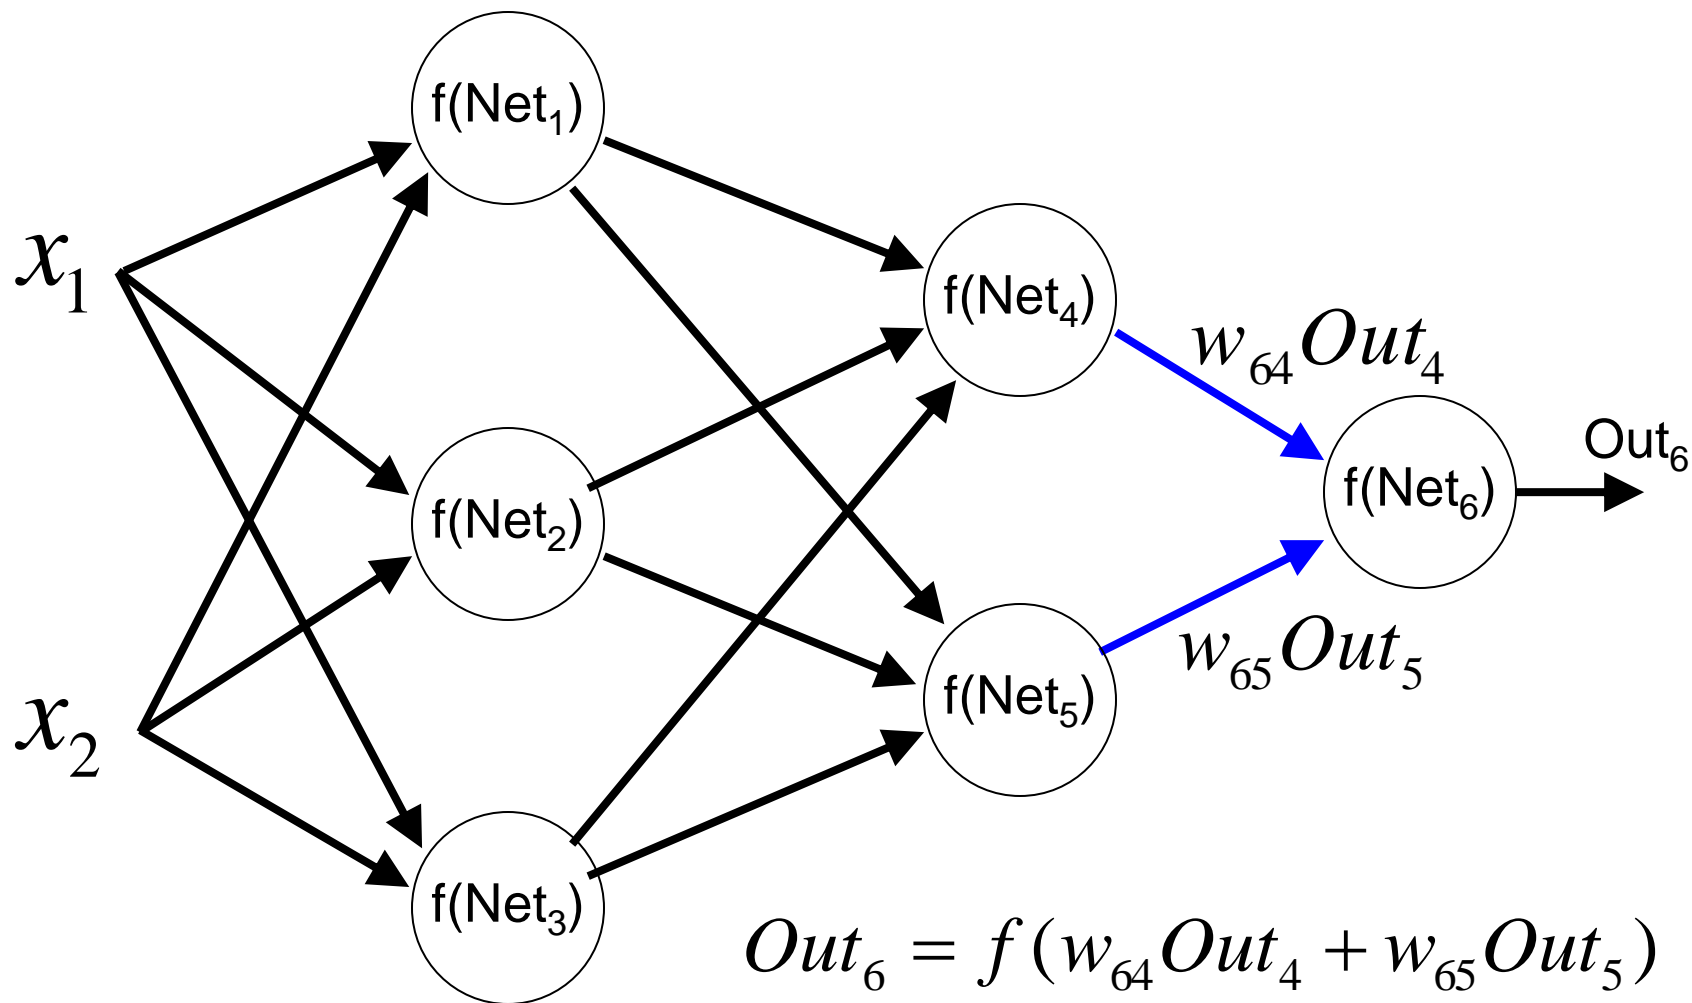 f(Net₁)
x₁
f(Net₄)
w₆₄Out₄
Out₆
f(Net₂)
f(Net₆)
w₆₅Out₅
f(Net₅)
x₂
f(Net₃)
Out₆ = f(w₆₄Out₄ + w₆₅Out₅)